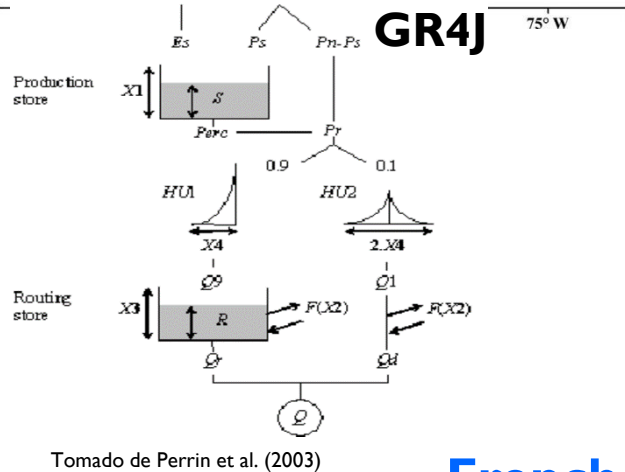 GR4J
75° W
Es Ps Pn-Ps
Production
store
X1
S
Perc Pr
0.9 0.1
HU1 HU2
X4 2.X4
Q9 Q1
Routing
store
X3
R
F(X2) F(X2)
Qr Qd
Q
Tomado de Perrin et al. (2003)